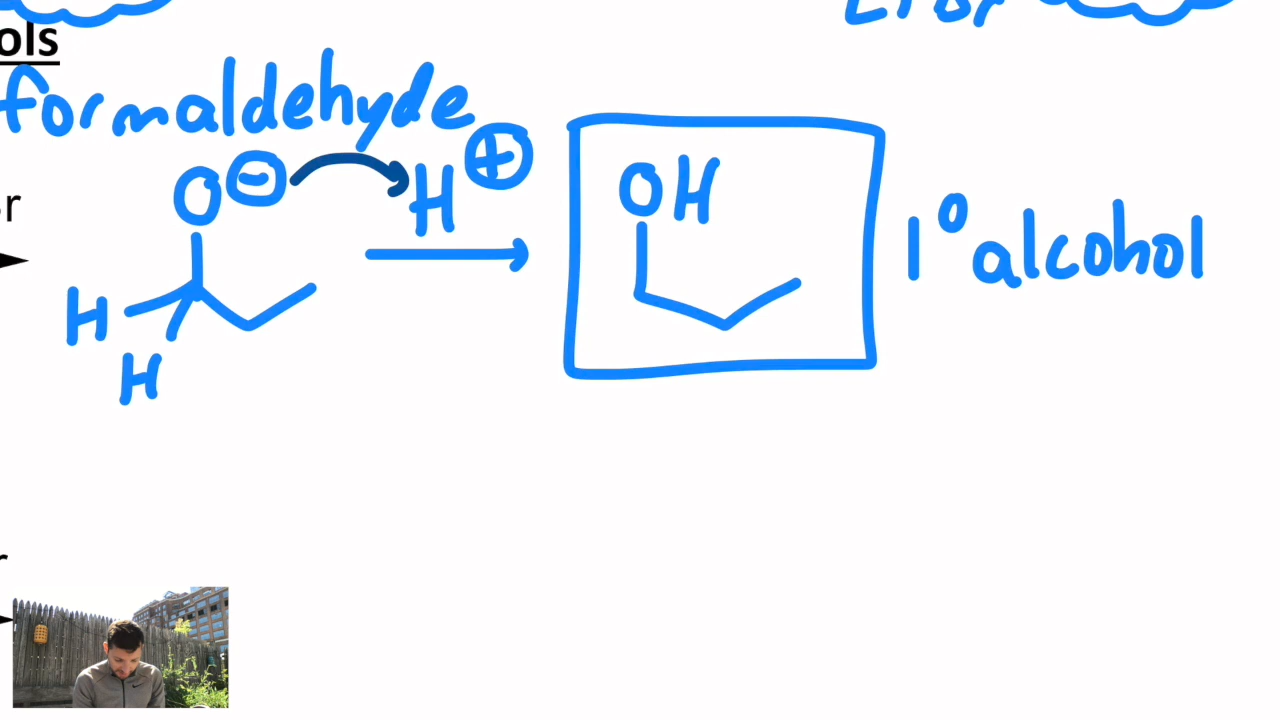 ols
formaldehyde
O⊖ H⊕
OH
1° alcohol
H
H